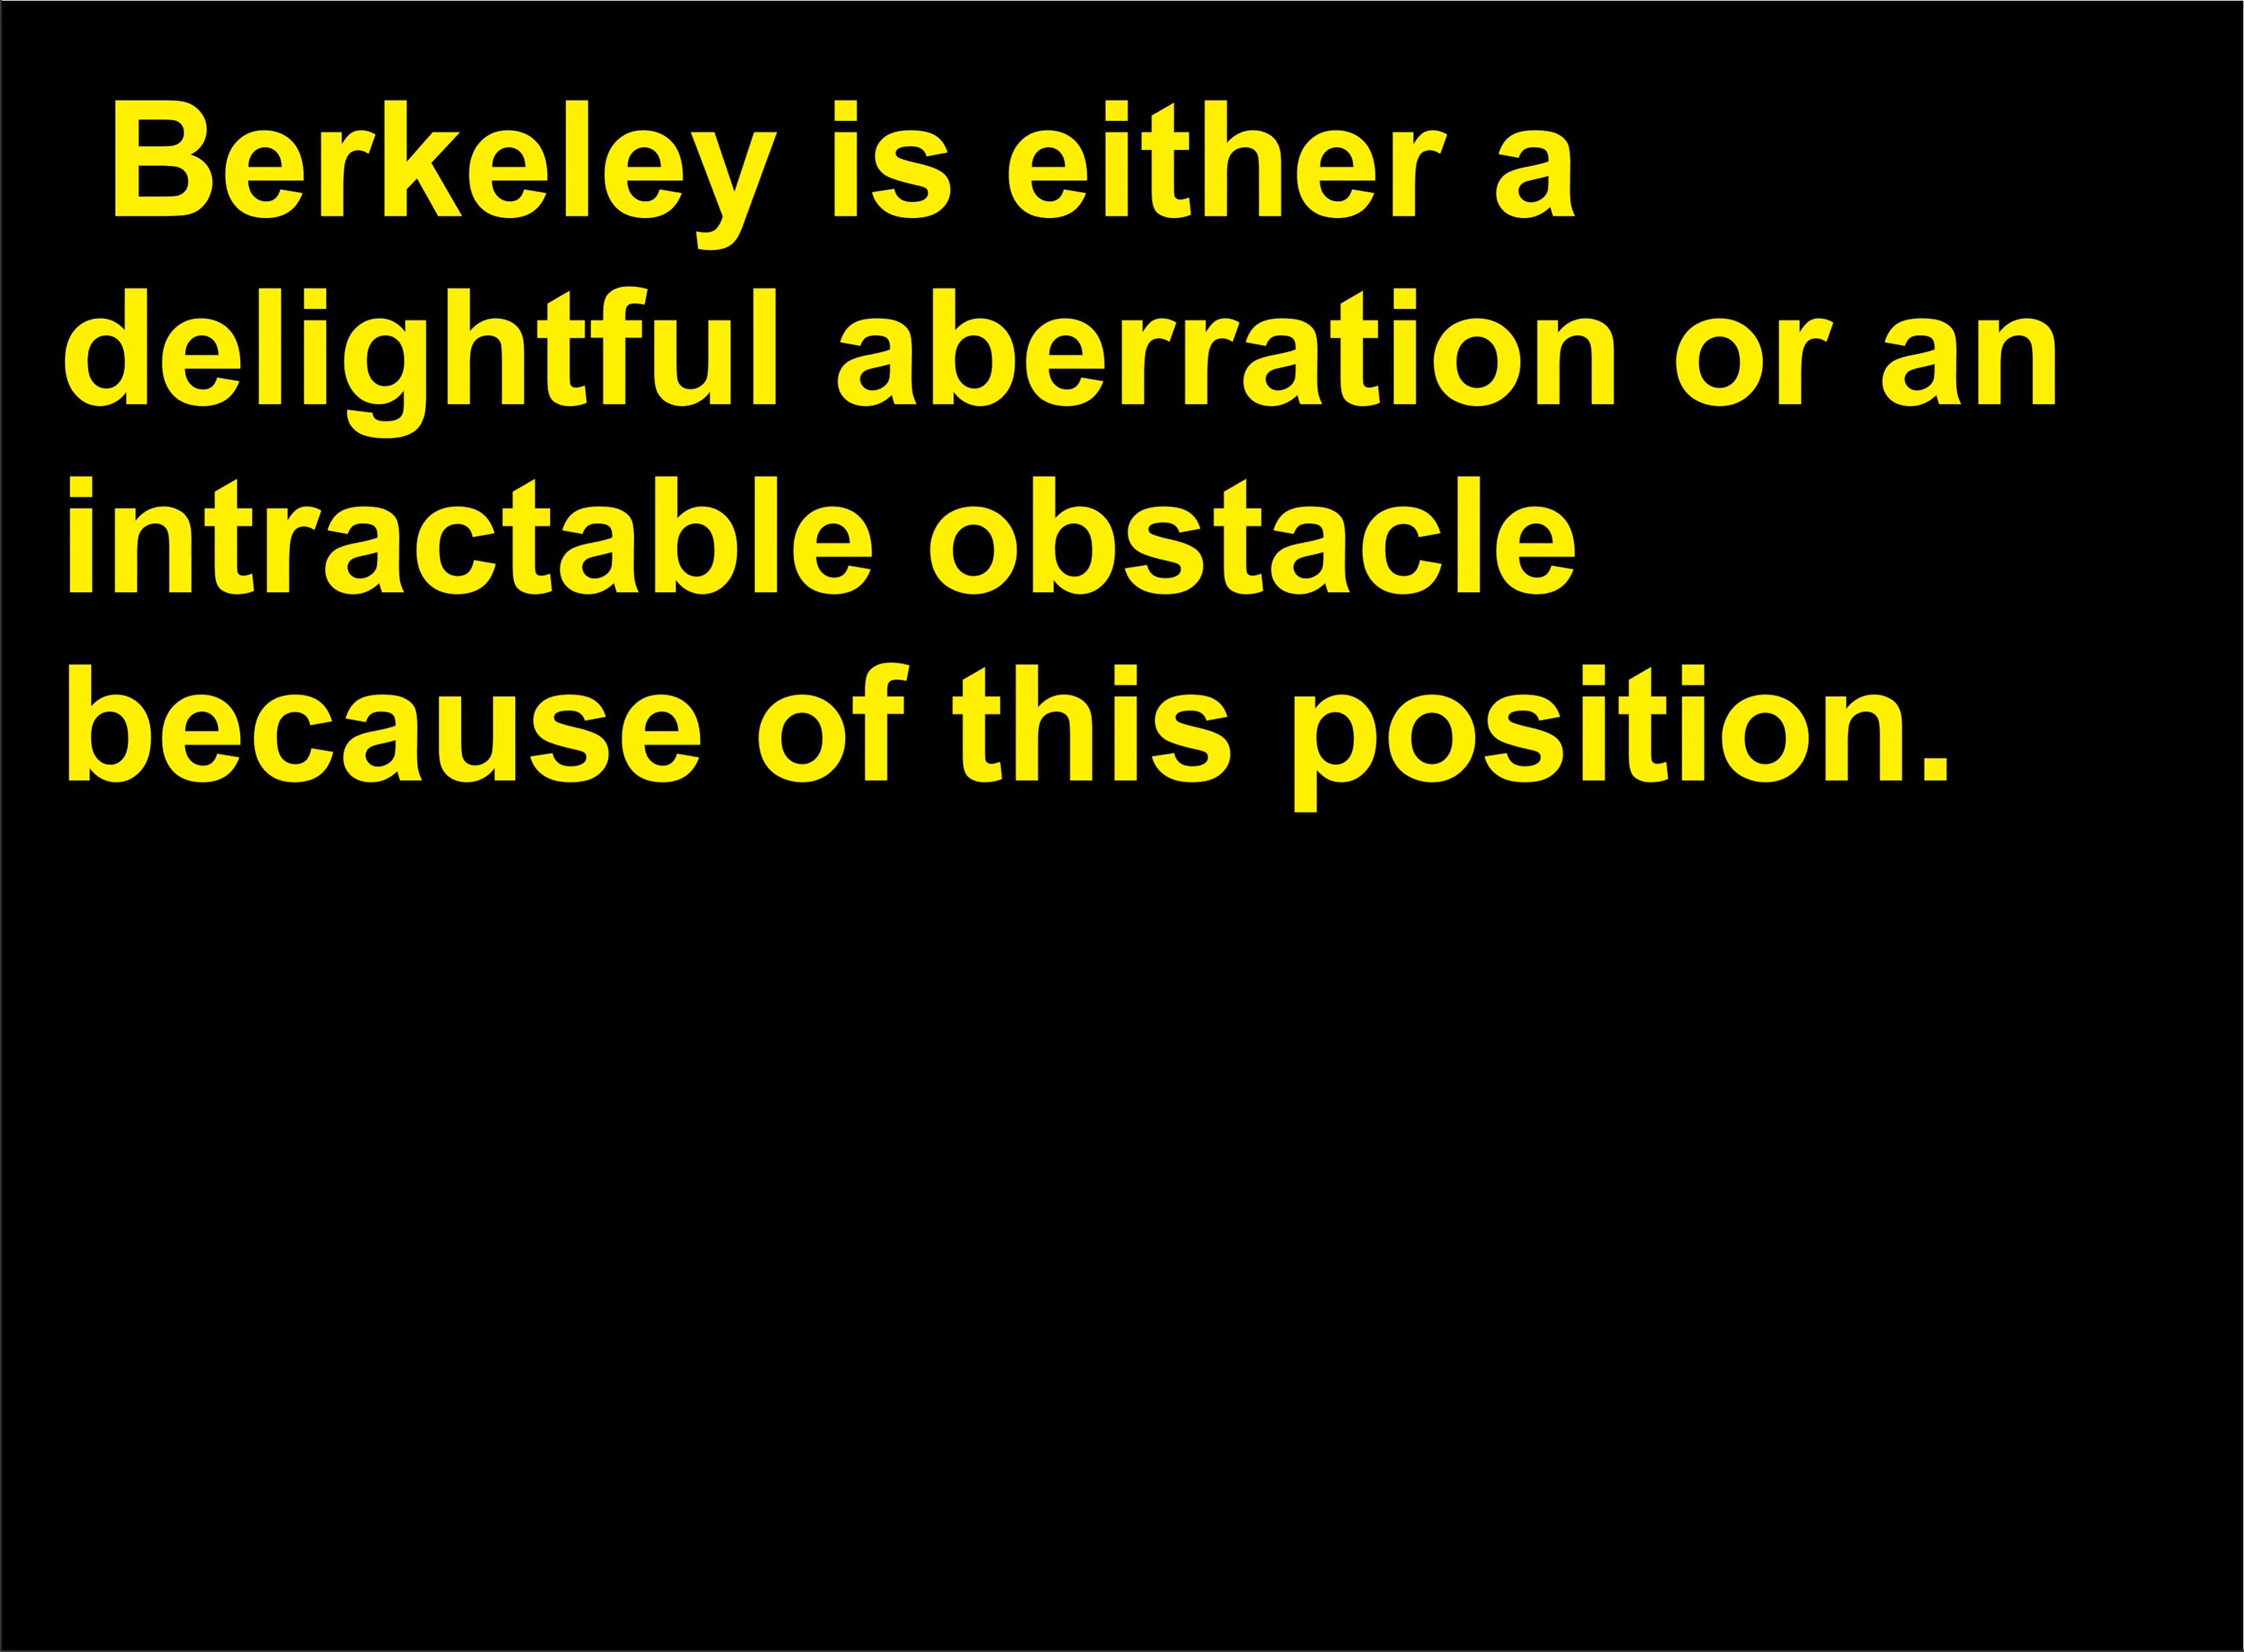 Berkeley is either a
delightful aberration or an
intractable obstacle
because of this position.